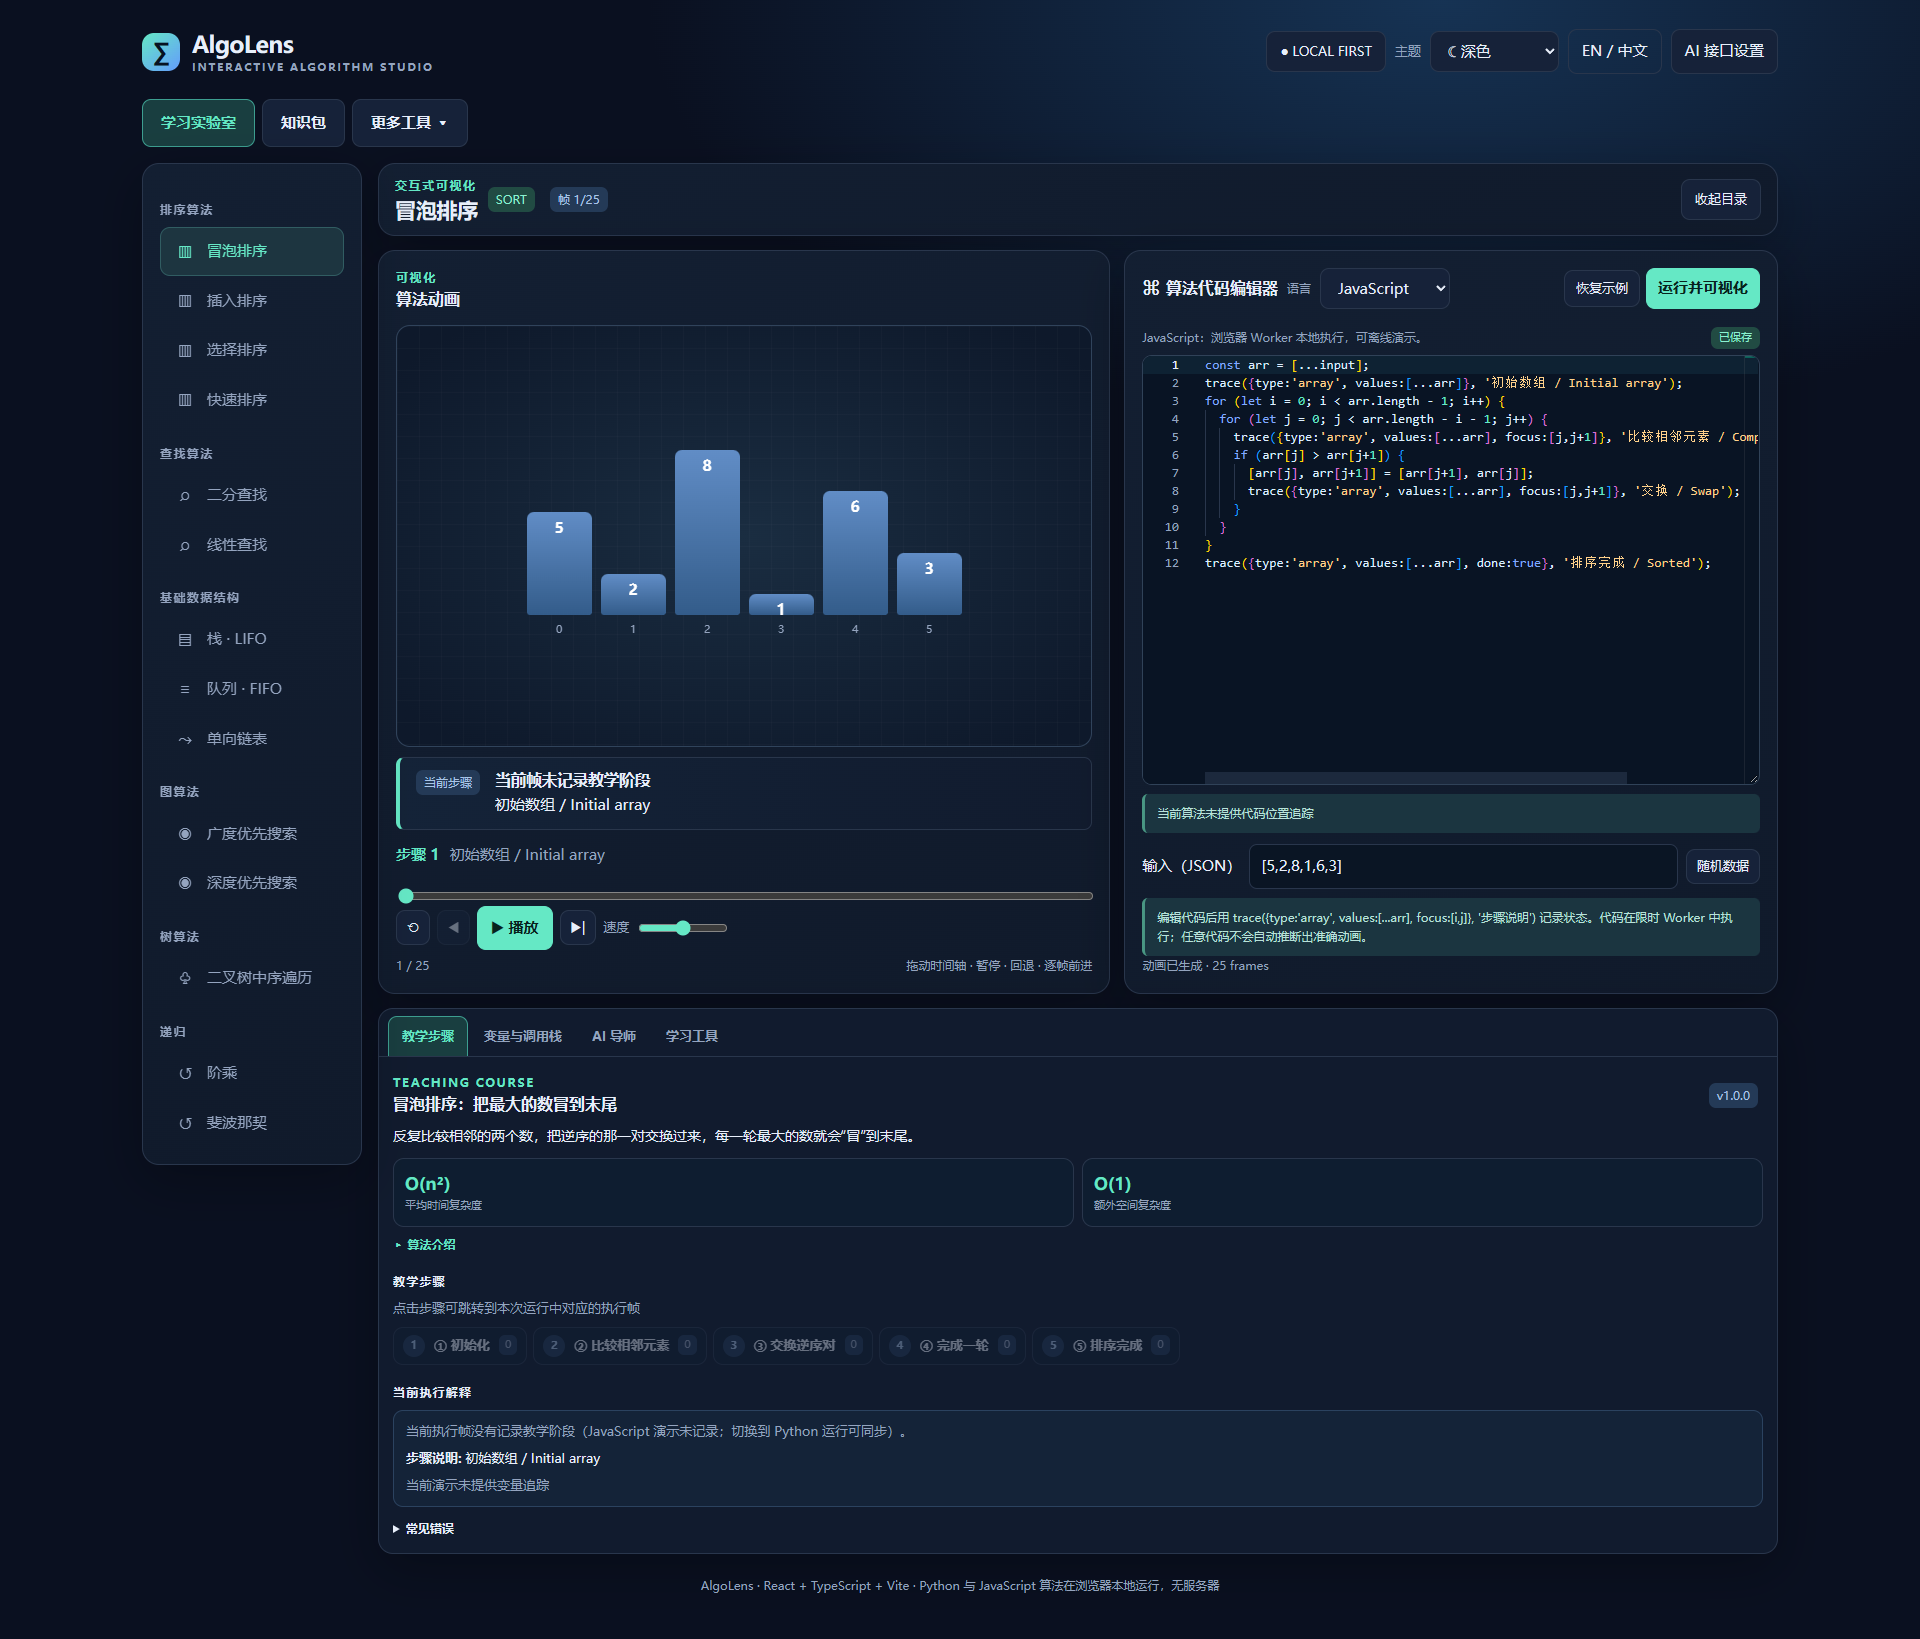 ∑ AlgoLens
INTERACTIVE ALGORITHM STUDIO
● LOCAL FIRST
主题
☾深色
EN / 中文
AI 接口设置
学习实验室
知识包
更多工具
排序算法
冒泡排序
插入排序
选择排序
快速排序
查找算法
二分查找
线性查找
基础数据结构
栈 · LIFO
队列 · FIFO
单向链表
图算法
广度优先搜索
深度优先搜索
树算法
二叉树中序遍历
递归
阶乘
斐波那契
交互式可视化
冒泡排序
SORT
帧 1/25
收起目录
可视化
算法动画
5 2 8 1 6 3
0 1 2 3 4 5
当前步骤
当前帧未记录教学阶段
初始数组 / Initial array
步骤 1 初始数组 / Initial array
播放
速度
1 / 25
拖动时间轴 · 暂停 · 回退 · 逐帧前进
⌘ 算法代码编辑器
语言
JavaScript
恢复示例
运行并可视化
JavaScript：浏览器 Worker 本地执行，可离线演示。
已保存
1 const arr = [...input];
2 trace({type:'array', values:[...arr]}, '初始数组 / Initial array');
3 for (let i = 0; i < arr.length - 1; i++) {
4 for (let j = 0; j < arr.length - i - 1; j++) {
5 trace({type:'array', values:[...arr], focus:[j,j+1]}, '比较相邻元素 / Comp
6 if (arr[j] > arr[j+1]) {
7 [arr[j], arr[j+1]] = [arr[j+1], arr[j]];
8 trace({type:'array', values:[...arr], focus:[j,j+1]}, '交换 / Swap');
9 }
10 }
11 }
12 trace({type:'array', values:[...arr], done:true}, '排序完成 / Sorted');
当前算法未提供代码位置追踪
输入（JSON）
[5,2,8,1,6,3]
随机数据
编辑代码后用 trace({type:'array', values:[...arr], focus:[i,j]}, '步骤说明') 记录状态。代码在限时 Worker 中执
行；任意代码不会自动推断出准确动画。
动画已生成 · 25 frames
教学步骤
变量与调用栈
AI 导师
学习工具
TEACHING COURSE
冒泡排序：把最大的数冒到末尾
v1.0.0
反复比较相邻的两个数，把逆序的那一对交换过来，每一轮最大的数就会“冒”到末尾。
O(n²)
平均时间复杂度
O(1)
额外空间复杂度
算法介绍
教学步骤
点击步骤可跳转到本次运行中对应的执行帧
1 ① 初始化 0
2 ② 比较相邻元素 0
3 ③ 交换逆序对 0
4 ④ 完成一轮 0
5 ⑤ 排序完成 0
当前执行解释
当前执行帧没有记录教学阶段（JavaScript 演示未记录；切换到 Python 运行可同步）。
步骤说明: 初始数组 / Initial array
当前演示未提供变量追踪
常见错误
AlgoLens · React + TypeScript + Vite · Python 与 JavaScript 算法在浏览器本地运行，无服务器